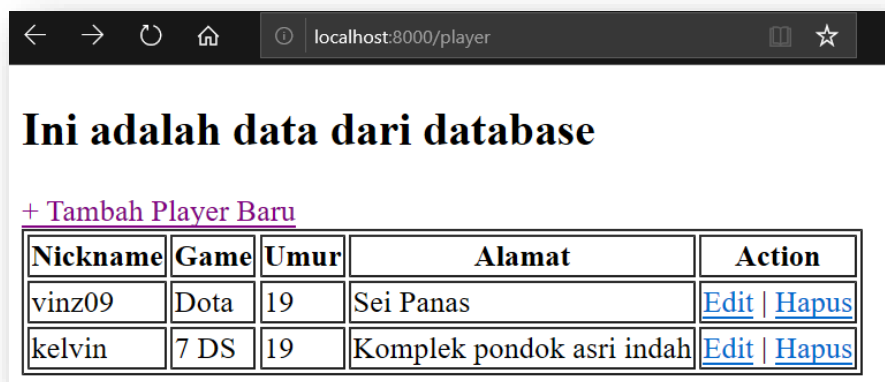 localhost:8000/player
Ini adalah data dari database
+ Tambah Player Baru
Nickname Game Umur Alamat Action
vinz09 Dota 19 Sei Panas Edit | Hapus
kelvin 7 DS 19 Komplek pondok asri indah Edit | Hapus